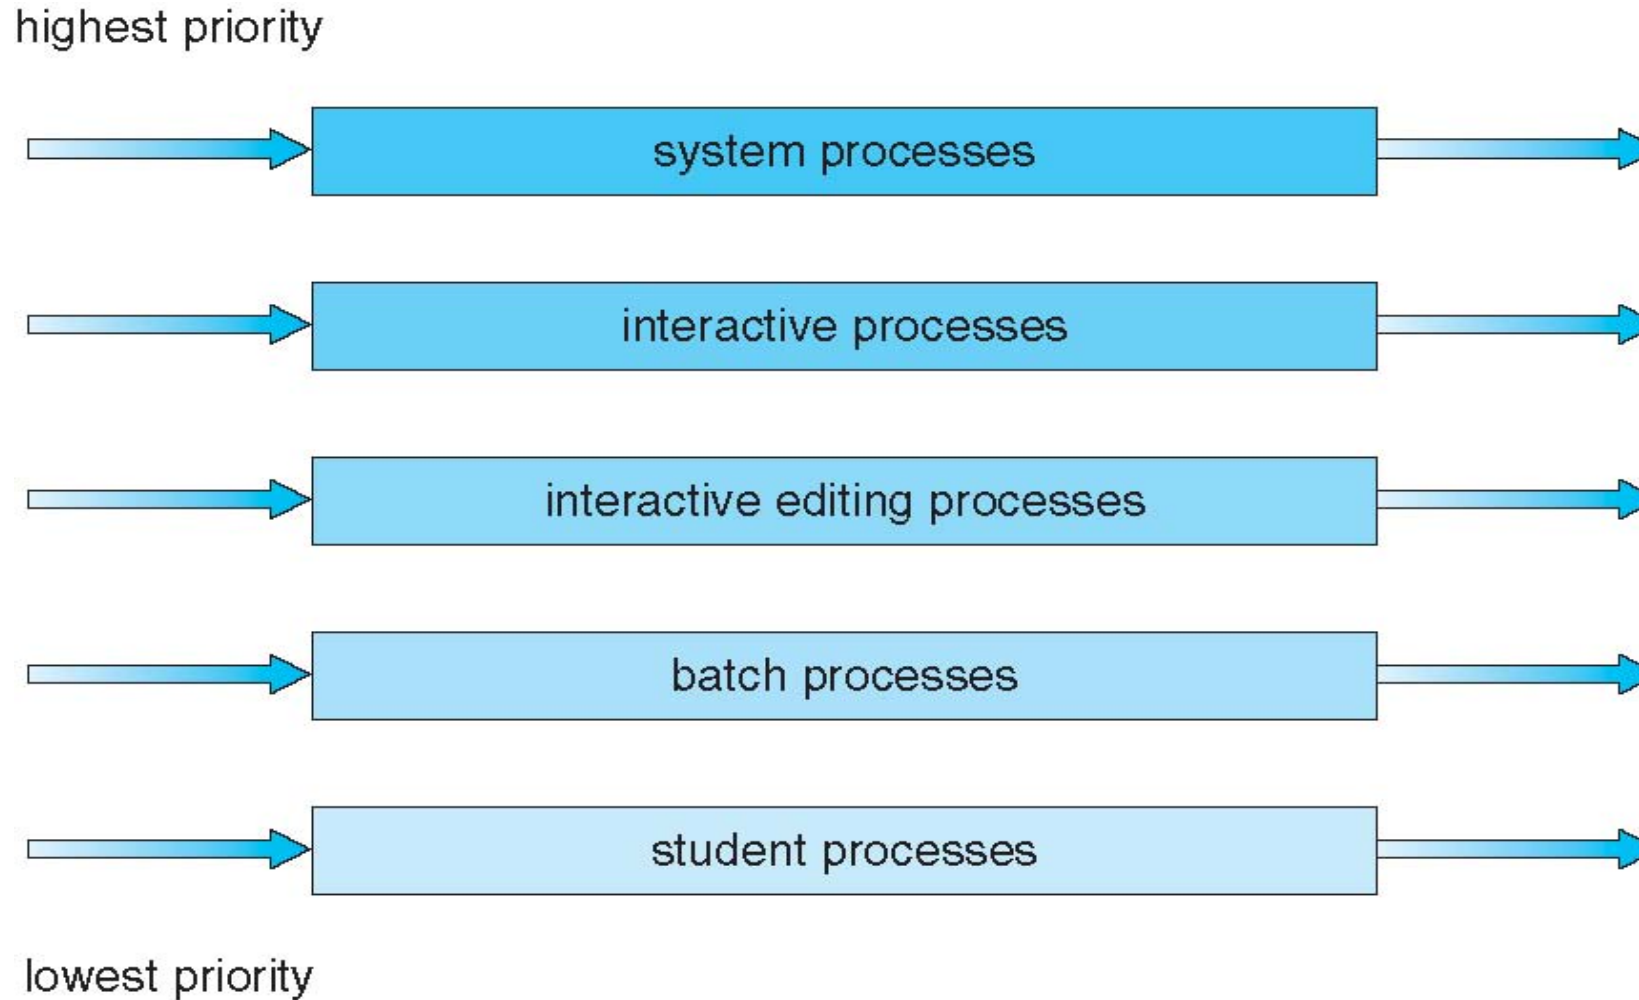 highest priority
system processes
interactive processes
interactive editing processes
batch processes
student processes
lowest priority